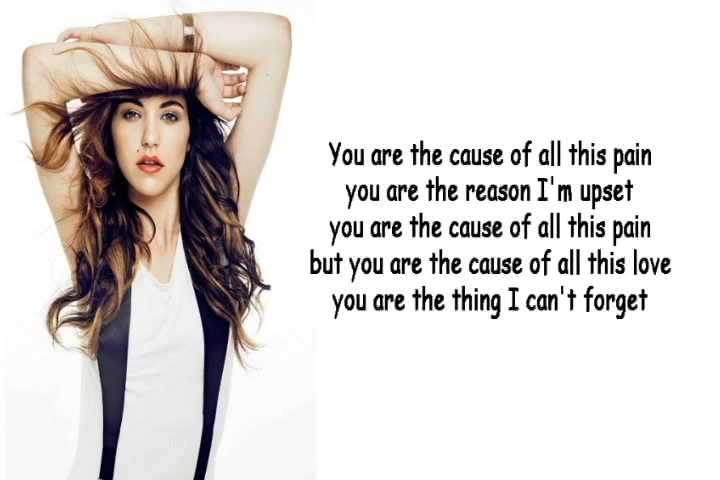 You are the cause of all this pain
you are the reason I'm upset
you are the cause of all this pain
but you are the cause of all this love
you are the thing I can't forget